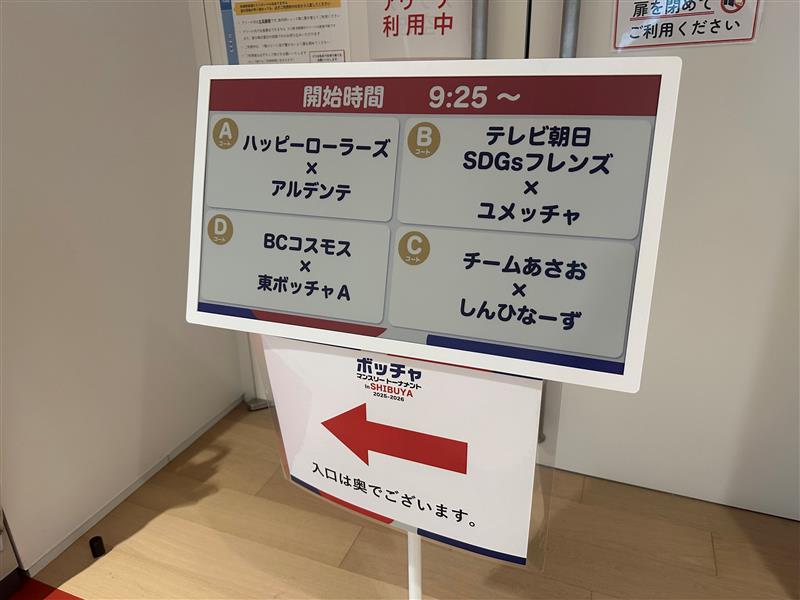 アリーナ
利用中
扉を閉めて
ご利用ください
開始時間 9:25～
A
コート
ハッピーローラーズ
×
アルデンテ
B
コート
テレビ朝日
SDGsフレンズ
×
ユメッチャ
D
コート
BCコスモス
×
東ボッチャA
C
コート
チームあさお
×
しんひなーず
ボッチャ
マンスリートーナメント
in SHIBUYA
2025-2026
入口は奥でございます。